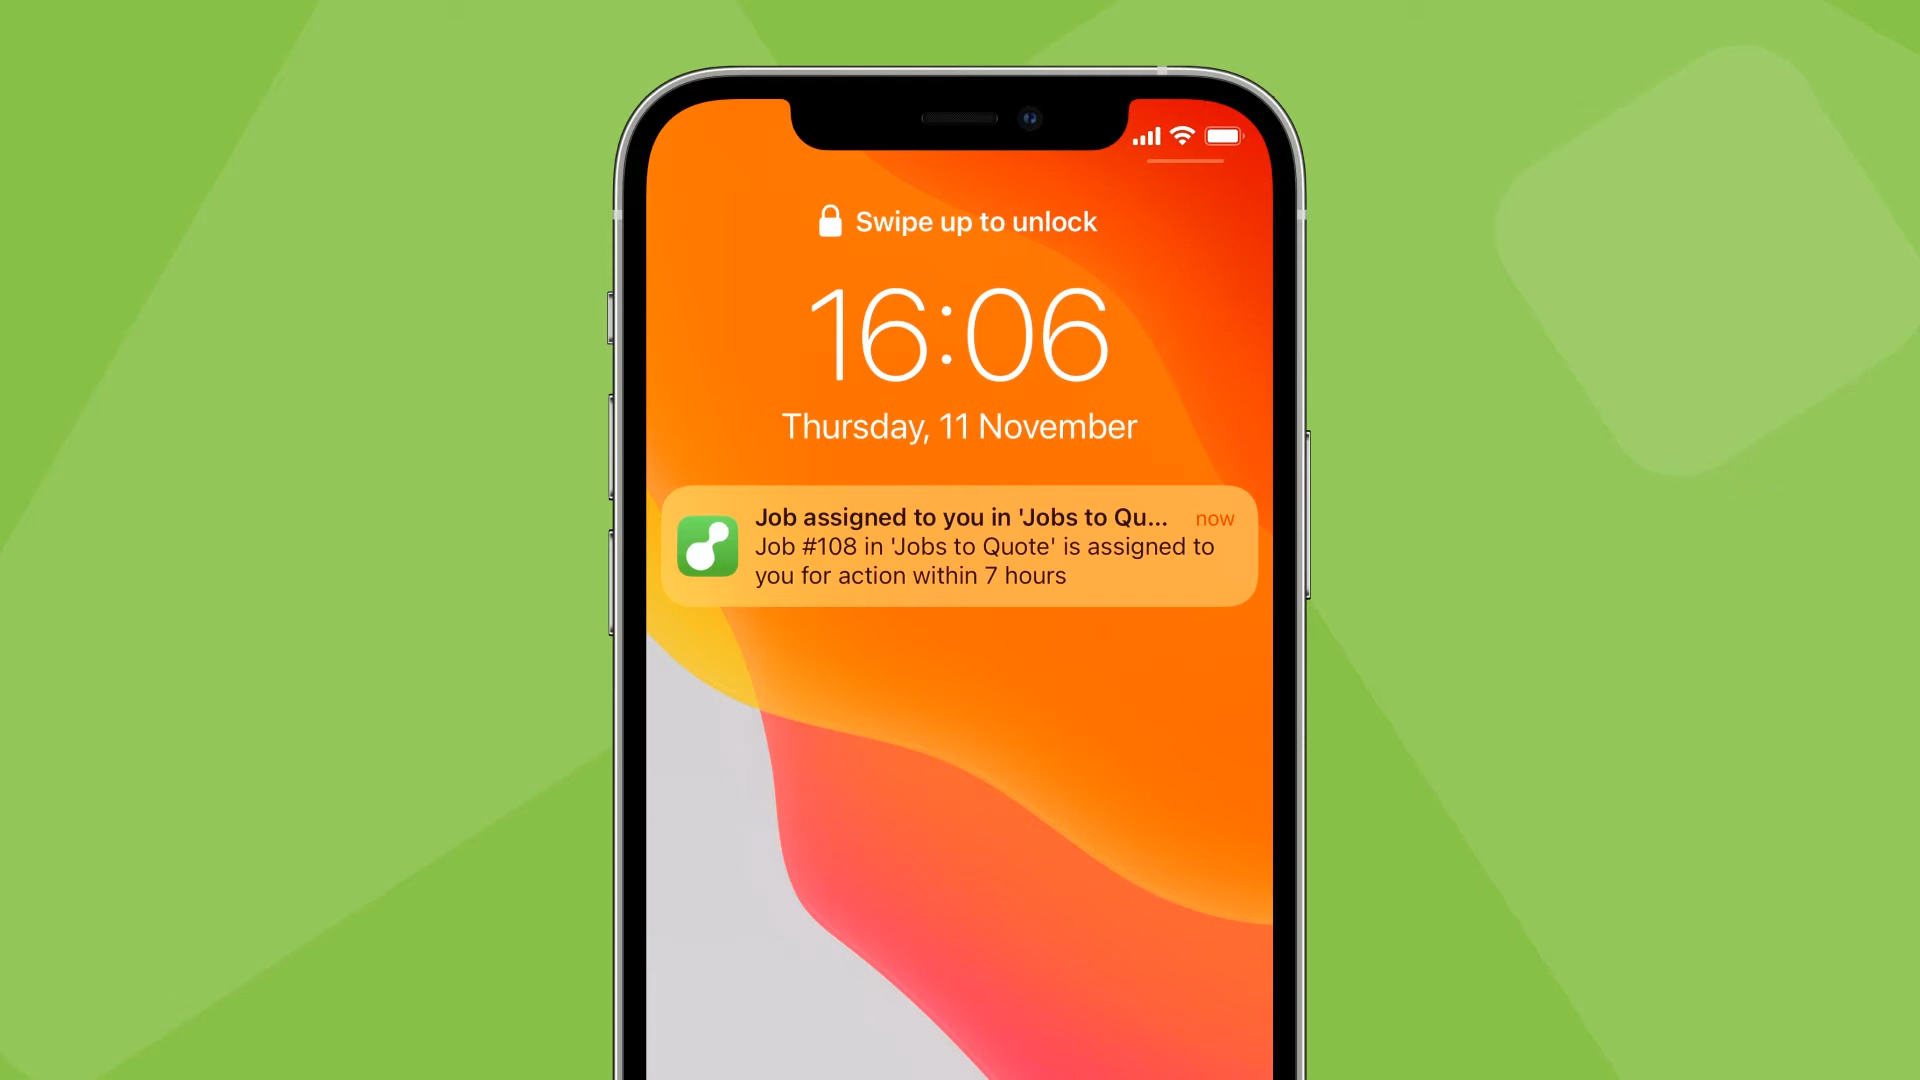 Swipe up to unlock
16:06
Thursday, 11 November
Job assigned to you in 'Jobs to Qu... now
Job #108 in 'Jobs to Quote' is assigned to
you for action within 7 hours